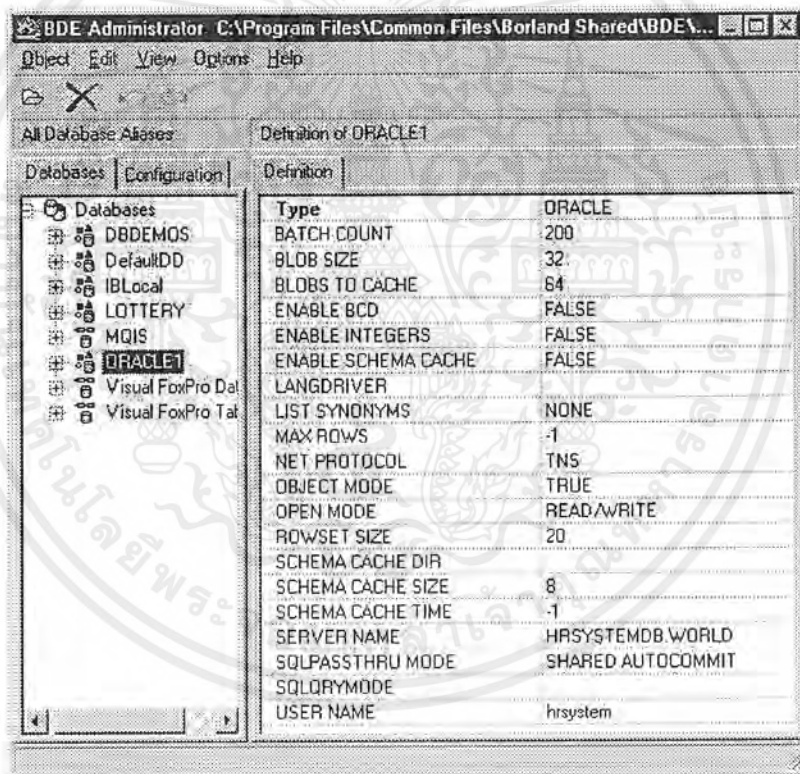 BDE Administrator C:\Program Files\Common Files\Borland Shared\BDE\...
Object Edit View Options Help
All Database Aliases
Definition of ORACLE1
Databases Configuration
Definition
Databases
DBDEMOS
DefaultDD
IBLocal
LOTTERY
MQIS
ORACLE1
Visual FoxPro Dat
Visual FoxPro Tab
Type ORACLE
BATCH COUNT 200
BLOB SIZE 32
BLOBS TO CACHE 64
ENABLE BCD FALSE
ENABLE INTEGERS FALSE
ENABLE SCHEMA CACHE FALSE
LANGDRIVER
LIST SYNONYMS NONE
MAX ROWS -1
NET PROTOCOL TNS
OBJECT MODE TRUE
OPEN MODE READ/WRITE
ROWSET SIZE 20
SCHEMA CACHE DIR
SCHEMA CACHE SIZE 8
SCHEMA CACHE TIME -1
SERVER NAME HRSYSTEMDB.WORLD
SQLPASSTHRU MODE SHARED AUTOCOMMIT
SQLQRYMODE
USER NAME hrsystem